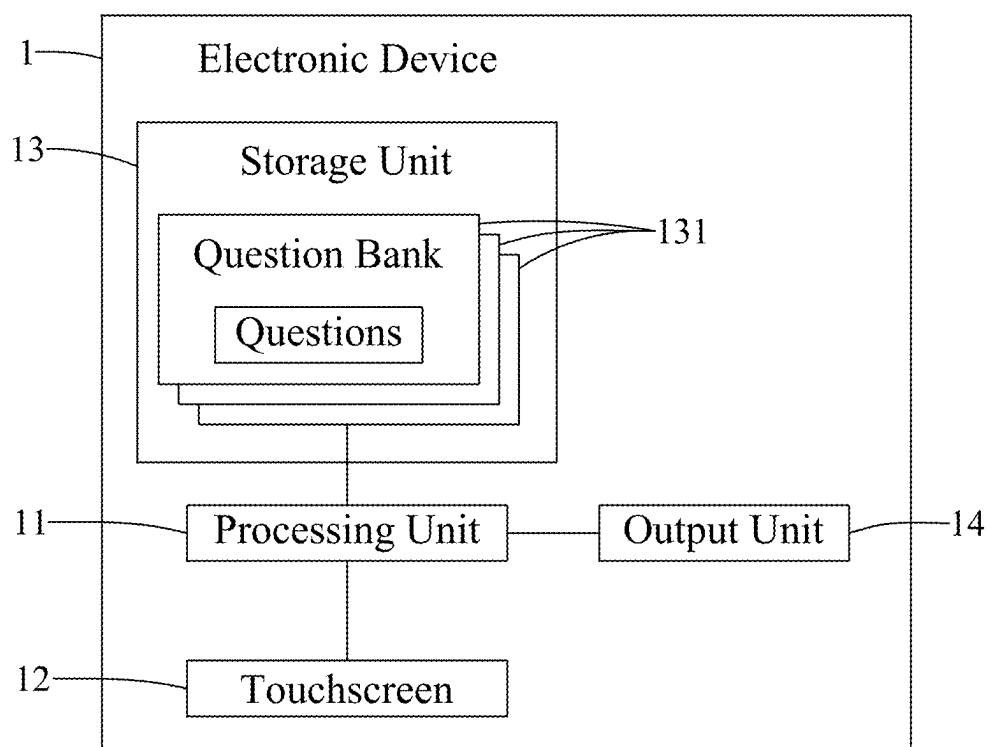 1
Electronic Device
13
Storage Unit
131
Question Bank
Questions
11
Processing Unit
Output Unit
14
12
Touchscreen